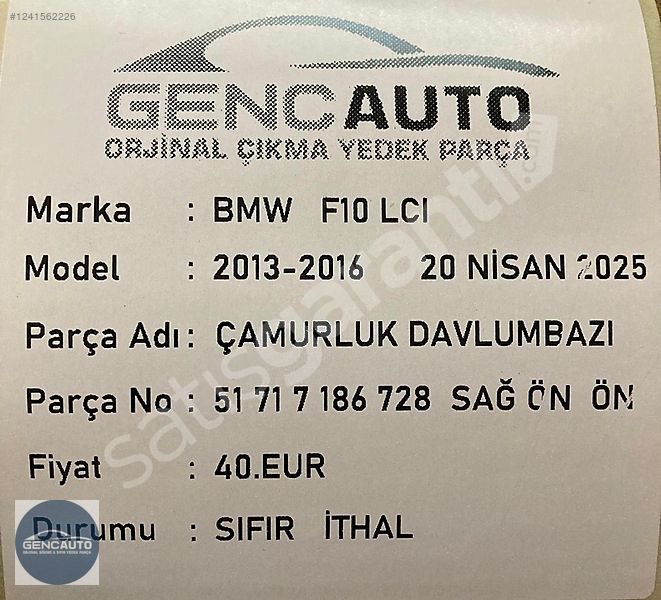 #1241562226
GENCAUTO
ORJİNAL ÇIKMA YEDEK PARÇA
Marka : BMW F10 LCI
Model : 2013-2016 20 NİSAN 2025
Parça Adı : ÇAMURLUK DAVLUMBAZI
Parça No : 51 71 7 186 728 SAĞ ÖN ÖN
Fiyat : 40.EUR
Durumu : SIFIR İTHAL
satışgaranti.com
GENCAUTO